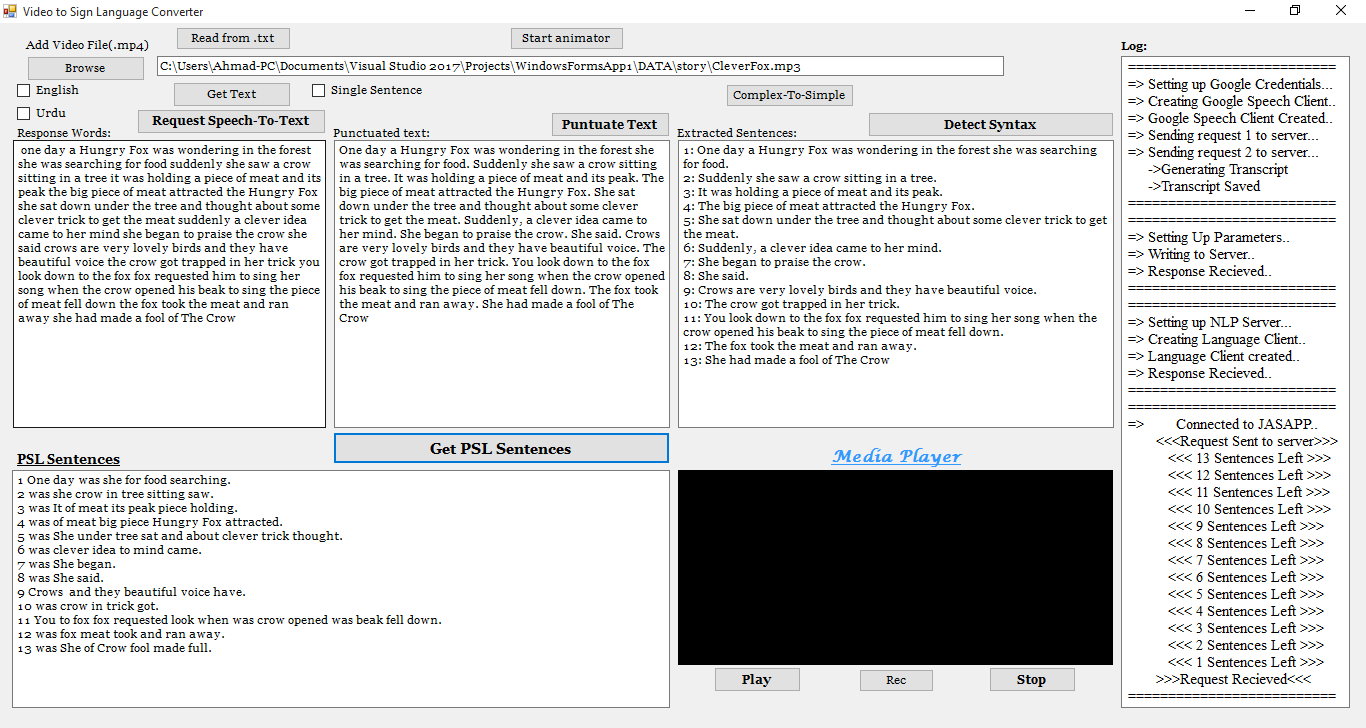 Video to Sign Language Converter
Add Video File(.mp4)
Read from .txt
Start animator
Browse
C:\Users\Ahmad-PC\Documents\Visual Studio 2017\Projects\WindowsFormsApp1\DATA\story\CleverFox.mp3
English
Get Text
Single Sentence
Complex-To-Simple
Urdu
Request Speech-To-Text
Puntuate Text
Detect Syntax
Response Words:
one day a Hungry Fox was wondering in the forest
she was searching for food suddenly she saw a crow
sitting in a tree it was holding a piece of meat and its
peak the big piece of meat attracted the Hungry Fox
she sat down under the tree and thought about some
clever trick to get the meat suddenly a clever idea
came to her mind she began to praise the crow she
said crows are very lovely birds and they have
beautiful voice the crow got trapped in her trick you
look down to the fox fox requested him to sing her
song when the crow opened his beak to sing the piece
of meat fell down the fox took the meat and ran
away she had made a fool of The Crow
Punctuated text:
One day a Hungry Fox was wondering in the forest she
was searching for food. Suddenly she saw a crow sitting
in a tree. It was holding a piece of meat and its peak. The
big piece of meat attracted the Hungry Fox. She sat
down under the tree and thought about some clever
trick to get the meat. Suddenly, a clever idea came to
her mind. She began to praise the crow. She said. Crows
are very lovely birds and they have beautiful voice. The
crow got trapped in her trick. You look down to the fox
fox requested him to sing her song when the crow opened
his beak to sing the piece of meat fell down. The fox took
the meat and ran away. She had made a fool of The
Crow
Extracted Sentences:
1: One day a Hungry Fox was wondering in the forest she was searching
for food.
2: Suddenly she saw a crow sitting in a tree.
3: It was holding a piece of meat and its peak.
4: The big piece of meat attracted the Hungry Fox.
5: She sat down under the tree and thought about some clever trick to get
the meat.
6: Suddenly, a clever idea came to her mind.
7: She began to praise the crow.
8: She said.
9: Crows are very lovely birds and they have beautiful voice.
10: The crow got trapped in her trick.
11: You look down to the fox fox requested him to sing her song when the
crow opened his beak to sing the piece of meat fell down.
12: The fox took the meat and ran away.
13: She had made a fool of The Crow
Get PSL Sentences
PSL Sentences
1 One day was she for food searching.
2 was she crow in tree sitting saw.
3 was It of meat its peak piece holding.
4 was of meat big piece Hungry Fox attracted.
5 was She under tree sat and about clever trick thought.
6 was clever idea to mind came.
7 was She began.
8 was She said.
9 Crows and they beautiful voice have.
10 was crow in trick got.
11 You to fox fox requested look when was crow opened was beak fell down.
12 was fox meat took and ran away.
13 was She of Crow fool made full.
Media Player
Play
Rec
Stop
Log:
==========================
=> Setting up Google Credentials...
=> Creating Google Speech Client..
=> Google Speech Client Created..
=> Sending request 1 to server...
=> Sending request 2 to server...
->Generating Transcript
->Transcript Saved
==========================
==========================
=> Setting Up Parameters..
=> Writing to Server..
=> Response Recieved..
==========================
==========================
=> Setting up NLP Server...
=> Creating Language Client..
=> Language Client created..
=> Response Recieved..
==========================
==========================
=> Connected to JASAPP..
<<<Request Sent to server>>>
<<< 13 Sentences Left >>>
<<< 12 Sentences Left >>>
<<< 11 Sentences Left >>>
<<< 10 Sentences Left >>>
<<< 9 Sentences Left >>>
<<< 8 Sentences Left >>>
<<< 7 Sentences Left >>>
<<< 6 Sentences Left >>>
<<< 5 Sentences Left >>>
<<< 4 Sentences Left >>>
<<< 3 Sentences Left >>>
<<< 2 Sentences Left >>>
<<< 1 Sentences Left >>>
>>>Request Recieved<<<
==========================